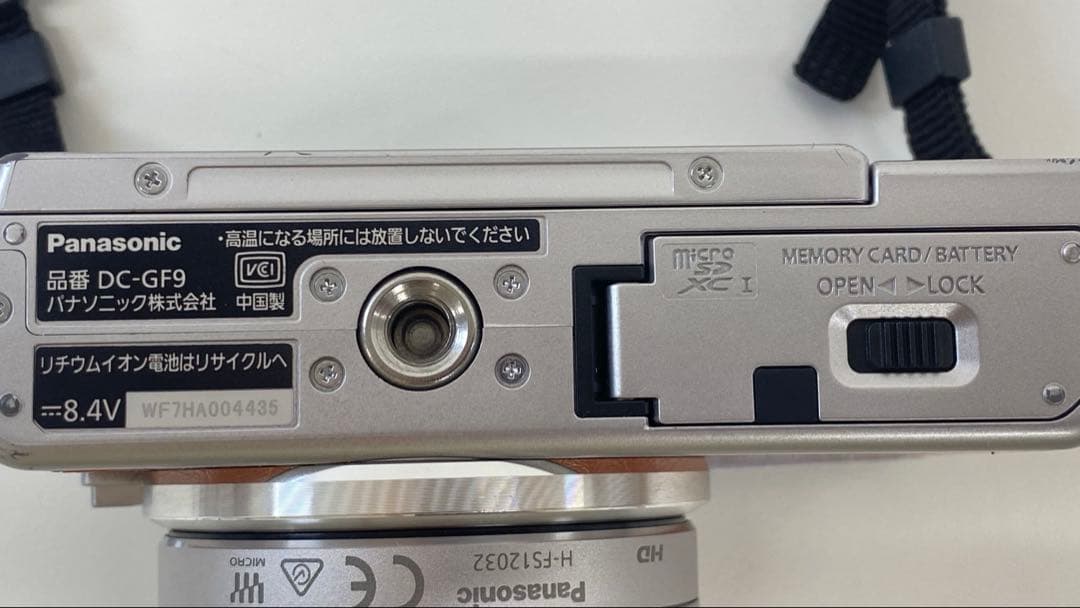 Panasonic
・高温になる場所には放置しないでください
品番 DC-GF9
VCI
パナソニック株式会社 中国製
リチウムイオン電池はリサイクルへ
8.4V WF7HA004435
micro
SD
XC I
MEMORY CARD/BATTERY
OPEN◁ ▷LOCK
HD
H-FS12032
Panasonic
CE
MICRO